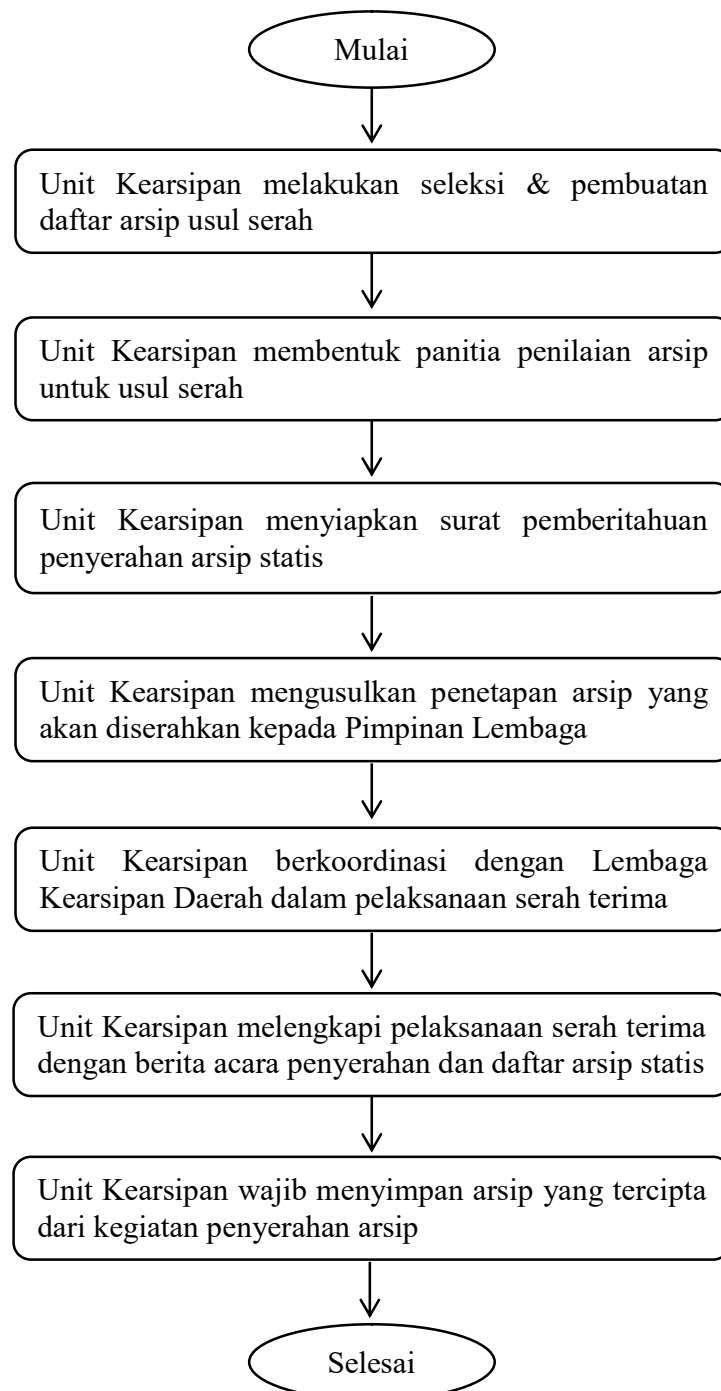 Mulai
Unit Kearsipan melakukan seleksi & pembuatan
daftar arsip usul serah
Unit Kearsipan membentuk panitia penilaian arsip
untuk usul serah
Unit Kearsipan menyiapkan surat pemberitahuan
penyerahan arsip statis
Unit Kearsipan mengusulkan penetapan arsip yang
akan diserahkan kepada Pimpinan Lembaga
Unit Kearsipan berkoordinasi dengan Lembaga
Kearsipan Daerah dalam pelaksanaan serah terima
Unit Kearsipan melengkapi pelaksanaan serah terima
dengan berita acara penyerahan dan daftar arsip statis
Unit Kearsipan wajib menyimpan arsip yang tercipta
dari kegiatan penyerahan arsip
Selesai